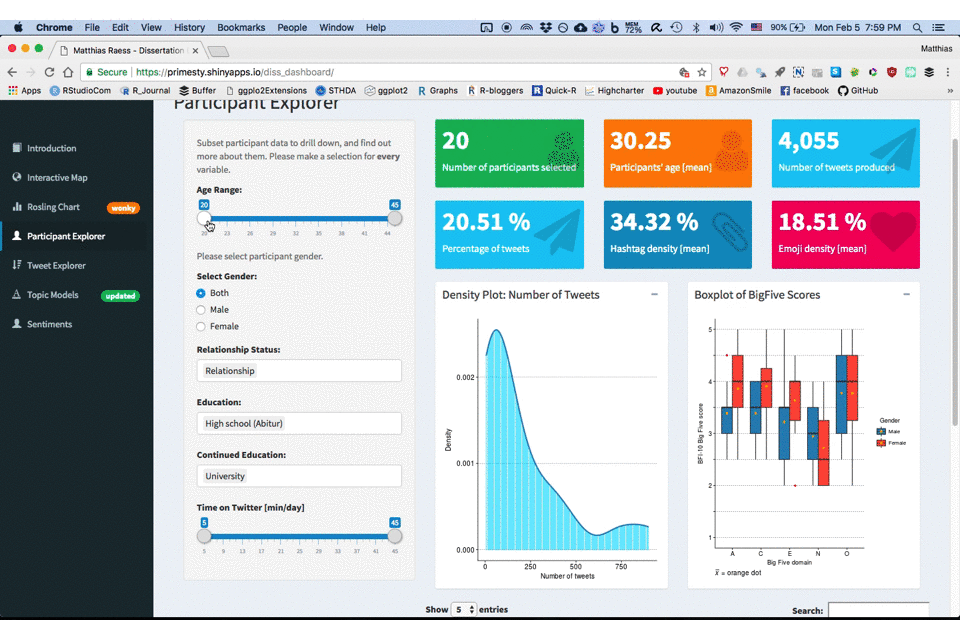 Chrome File Edit View History Bookmarks People Window Help
MEM 72% 90% Mon Feb 5 7:59 PM
Matthias Raess - Dissertation
Matthias
Secure https://primesty.shinyapps.io/diss_dashboard/
Apps RStudioCom R_Journal Buffer ggplo2Extensions STHDA ggplot2 Graphs R-bloggers Quick-R Highcharter youtube AmazonSmile facebook GitHub
Participant Explorer
Introduction
Interactive Map
Rosling Chart wonky
Participant Explorer
Tweet Explorer
Topic Models updated
Sentiments
Subset participant data to drill down, and find out
more about them. Please make a selection for every
variable.
Age Range:
20 45
20 23 26 29 32 35 38 41 44
Please select participant gender.
Select Gender:
Both
Male
Female
Relationship Status:
Relationship
Education:
High school (Abitur)
Continued Education:
University
Time on Twitter [min/day]
5 45
5 9 13 17 21 25 29 33 37 41 45
20
Number of participants selected
30.25
Participants' age [mean]
4,055
Number of tweets produced
20.51 %
Percentage of tweets
34.32 %
Hashtag density [mean]
18.51 %
Emoji density [mean]
Density Plot: Number of Tweets
Density
0.002
0.001
0.000
0 250 500 750
Number of tweets
Boxplot of BigFive Scores
BFI-10 Big Five score
5
4
3
2
1
A C E N O
Big Five domain
x̄ = orange dot
Gender
Male
Female
Show 5 entries
Search: